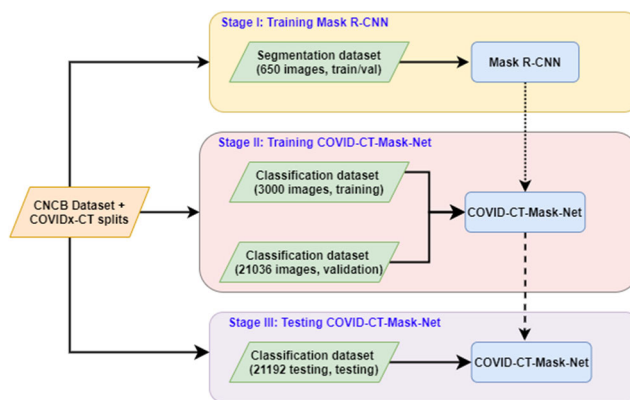 Stage I: Training Mask R-CNN
Segmentation dataset
(650 images, train/val)
Mask R-CNN
Stage II: Training COVID-CT-Mask-Net
Classification dataset
(3000 images, training)
CNCB Dataset +
COVIDx-CT splits
COVID-CT-Mask-Net
Classification dataset
(21036 images, validation)
Stage III: Testing COVID-CT-Mask-Net
Classification dataset
(21192 testing, testing)
COVID-CT-Mask-Net